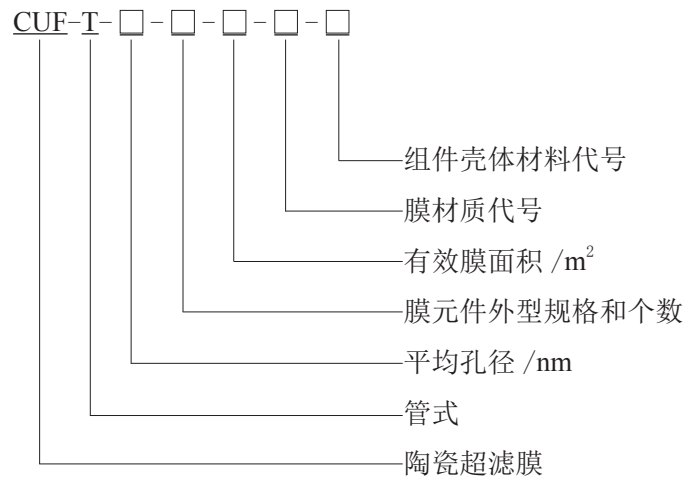 CUF-T-□-□-□-□-□
组件壳体材料代号
膜材质代号
有效膜面积 /m²
膜元件外型规格和个数
平均孔径 /nm
管式
陶瓷超滤膜